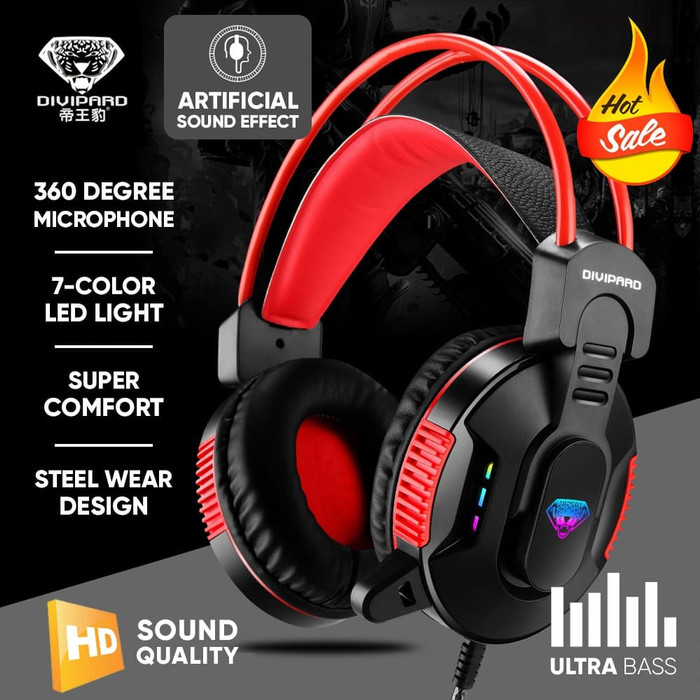 DIVIPARD
帝王豹®
ARTIFICIAL
SOUND EFFECT
Hot
Sale
360 DEGREE
MICROPHONE
7-COLOR
LED LIGHT
SUPER
COMFORT
STEEL WEAR
DESIGN
DIVIPARD
HD
SOUND
QUALITY
ULTRA BASS